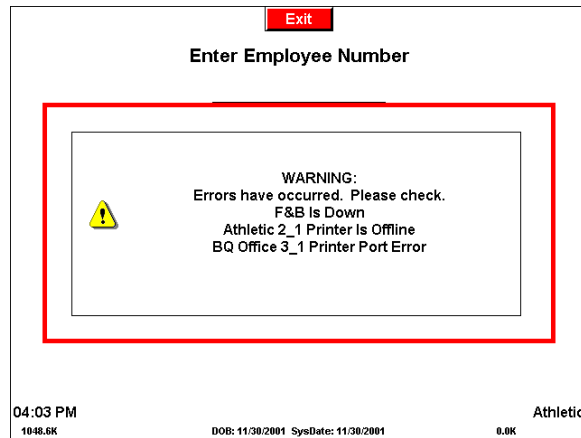 Exit
Enter Employee Number
WARNING:
Errors have occurred. Please check.
F&B Is Down
Athletic 2_1 Printer Is Offline
BQ Office 3_1 Printer Port Error
04:03 PM
Athletic
1048.6K
DOB: 11/30/2001 SysDate: 11/30/2001
0.0K